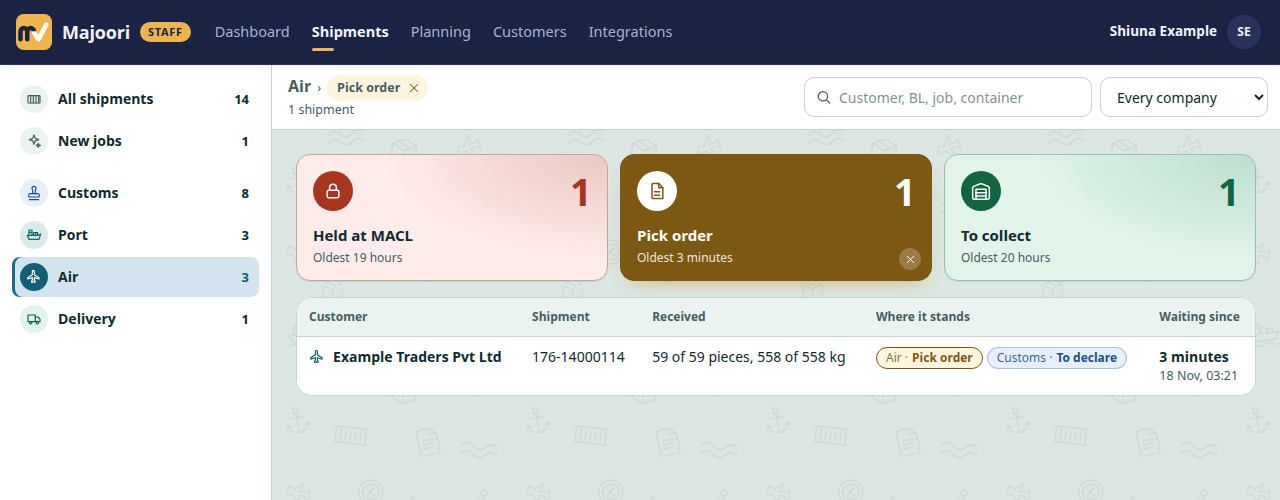 Majoori STAFF Dashboard Shipments Planning Customers Integrations Shiuna Example SE
All shipments 14
New jobs 1
Customs 8
Port 3
Air 3
Delivery 1
Air › Pick order
1 shipment
Customer, BL, job, container
Every company
1
Held at MACL
Oldest 19 hours
1
Pick order
Oldest 3 minutes
1
To collect
Oldest 20 hours
Customer Shipment Received Where it stands Waiting since
Example Traders Pvt Ltd 176-14000114 59 of 59 pieces, 558 of 558 kg Air · Pick order Customs · To declare 3 minutes
18 Nov, 03:21